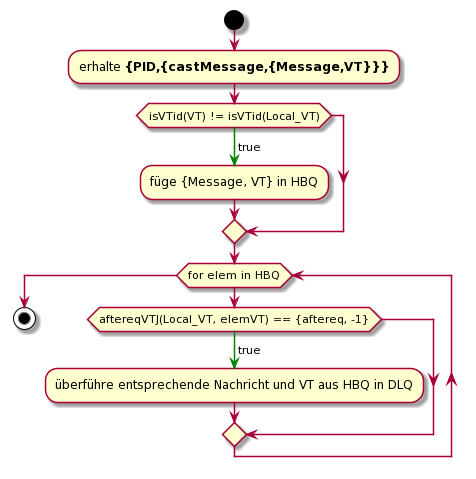 erhalte {PID,{castMessage,{Message,VT}}}
isVTid(VT) != isVTid(Local_VT)
true
füge {Message, VT} in HBQ
for elem in HBQ
aftereqVTJ(Local_VT, elemVT) == {aftereq, -1}
true
überführe entsprechende Nachricht und VT aus HBQ in DLQ